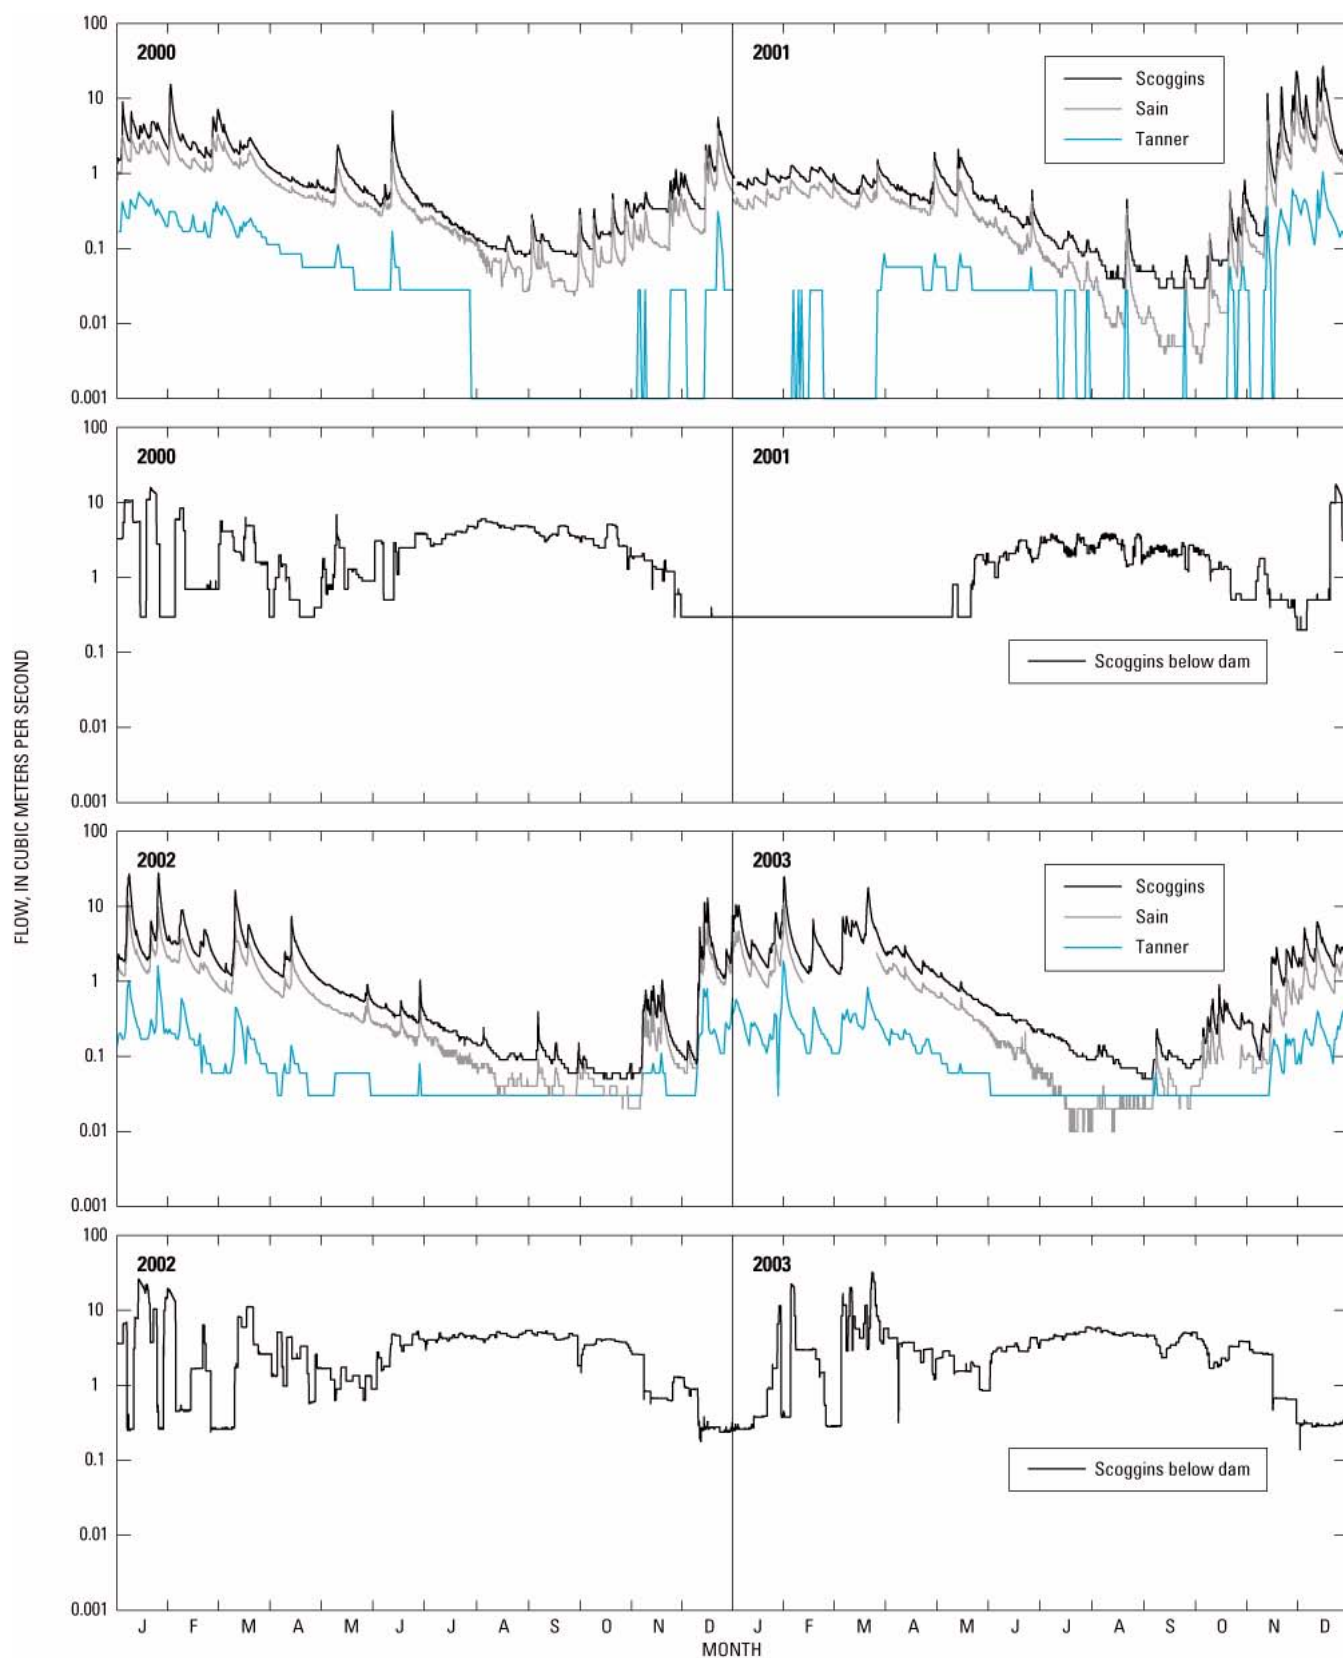 100
2000
2001
Scoggins
10
Sain
Tanner
1
0.1
0.01
0.001
100
2000
2001
10
1
0.1
Scoggins below dam
0.01
0.001
FLOW, IN CUBIC METERS PER SECOND
100
2002
2003
Scoggins
10
Sain
Tanner
1
0.1
0.01
0.001
100
2002
2003
10
1
0.1
Scoggins below dam
0.01
0.001
J F M A M J J A S O N D J F M A M J J A S O N D
MONTH